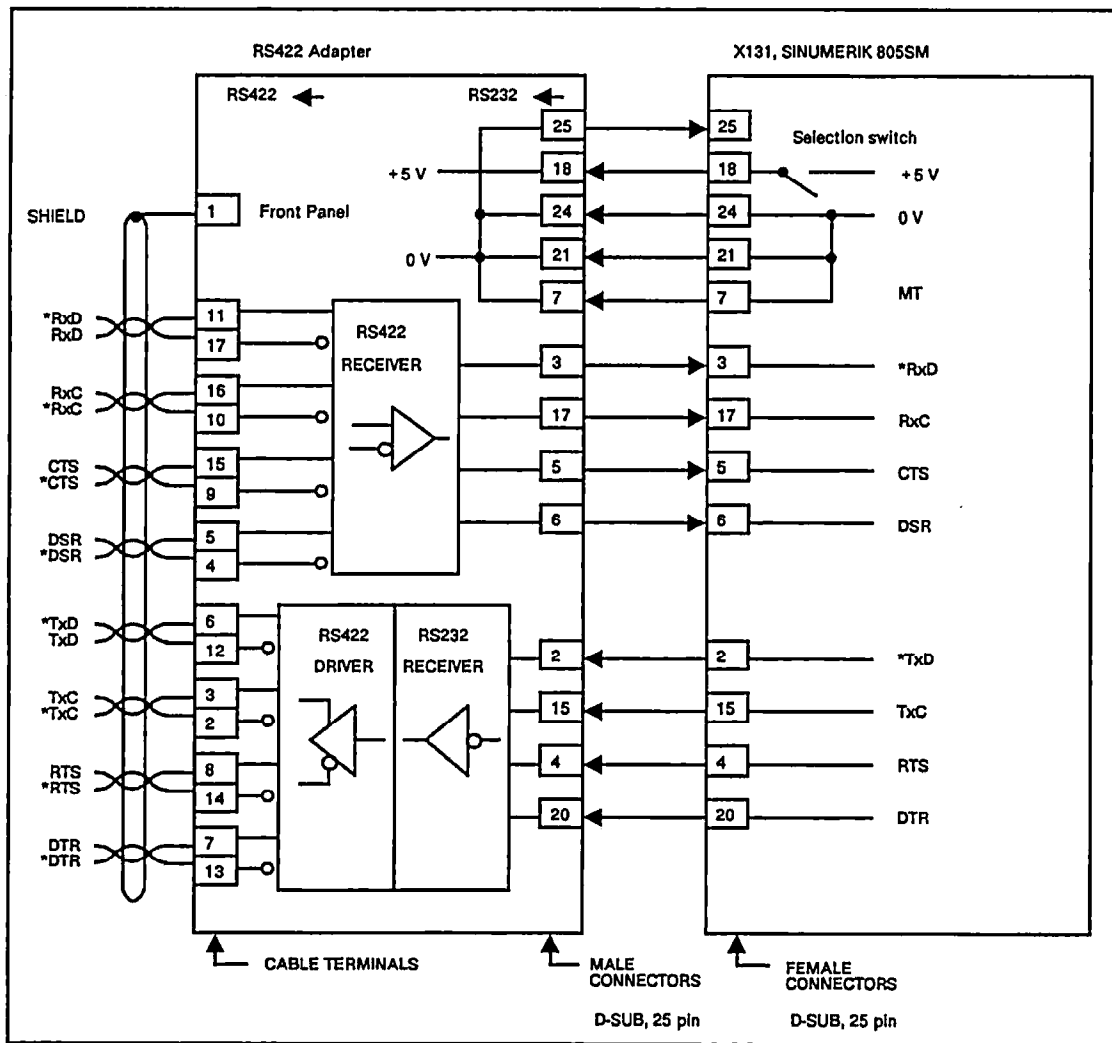 RS422 Adapter
X131, SINUMERIK 805SM
RS422
RS232
25
25
Selection switch
+5 V
18
18
+5 V
SHIELD
1
Front Panel
24
24
0 V
0 V
21
21
7
7
MT
*RxD
RxD
11
17
RS422
RECEIVER
3
3
*RxD
RxC
*RxC
16
10
17
17
RxC
CTS
*CTS
15
9
5
5
CTS
DSR
*DSR
5
4
6
6
DSR
*TxD
TxD
6
12
RS422
DRIVER
RS232
RECEIVER
2
2
*TxD
TxC
*TxC
3
2
15
15
TxC
RTS
*RTS
8
14
4
4
RTS
DTR
*DTR
7
13
20
20
DTR
CABLE TERMINALS
MALE
CONNECTORS
D-SUB, 25 pin
FEMALE
CONNECTORS
D-SUB, 25 pin